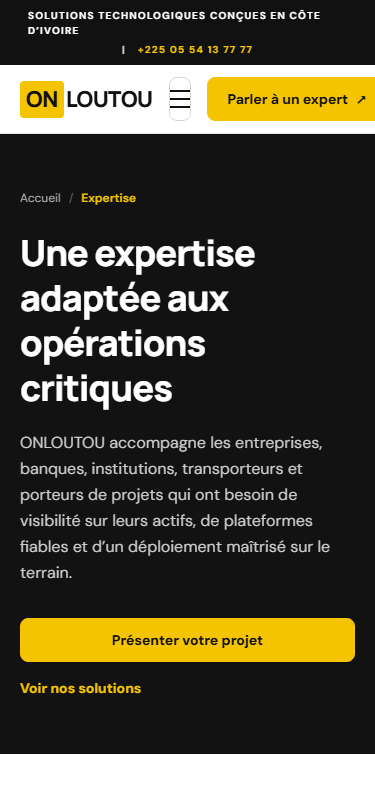 SOLUTIONS TECHNOLOGIQUES CONÇUES EN CÔTE
D’IVOIRE
| +225 05 54 13 77 77
ON LOUTOU
Parler à un expert ↗
Accueil / Expertise
Une expertise
adaptée aux
opérations
critiques
ONLOUTOU accompagne les entreprises,
banques, institutions, transporteurs et
porteurs de projets qui ont besoin de
visibilité sur leurs actifs, de plateformes
fiables et d’un déploiement maîtrisé sur le
terrain.
Présenter votre projet
Voir nos solutions